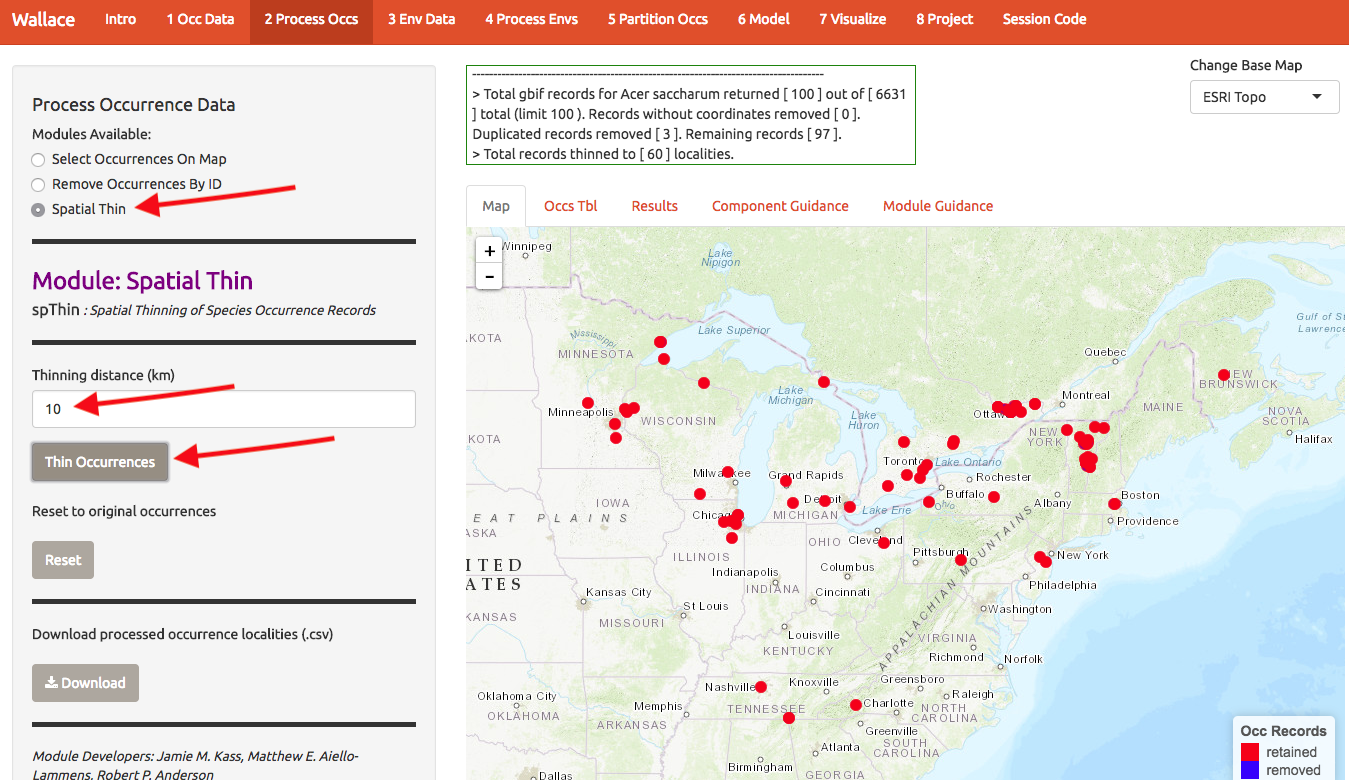 Wallace Intro 1 Occ Data 2 Process Occs 3 Env Data 4 Process Envs 5 Partition Occs 6 Model 7 Visualize 8 Project Session Code
Process Occurrence Data
Modules Available:
Select Occurrences On Map
Remove Occurrences By ID
Spatial Thin
Module: Spatial Thin
spThin : Spatial Thinning of Species Occurrence Records
Thinning distance (km)
10
Thin Occurrences
Reset to original occurrences
Reset
Download processed occurrence localities (.csv)
Download
Module Developers: Jamie M. Kass, Matthew E. Aiello-
Lammens, Robert P. Anderson
> Total gbif records for Acer saccharum returned [ 100 ] out of [ 6631
] total (limit 100 ). Records without coordinates removed [ 0 ].
Duplicated records removed [ 3 ]. Remaining records [ 97 ].
> Total records thinned to [ 60 ] localities.
Change Base Map
ESRI Topo
Map Occs Tbl Results Component Guidance Module Guidance
+
-
Winnipeg
Lake
Nipigon
Gulf of St
Lawrence
KOTA
Mississippi
Lake Superior
MINNESOTA
Quebec
NEW
BRUNSWICK
Lake
Michigan
Montreal
MAINE
Minneapolis
WISCONSIN
Lake
Huron
Ottawa
NOVA
SCOTIA
Halifax
KOTA
NEW
YORK
Toronto
Lake Ontario
Milwaukee
Grand Rapids
Rochester
Buffalo
Albany
Boston
IOWA
Detroit
Ohio
GREAT PLAINS
Chicago
MICHIGAN
Lake Erie
Providence
ASKA
OHIO
Cleveland
ILLINOIS
Pittsburgh
New York
UNITED
STATES
Indianapolis
Columbus
INDIANA
Philadelphia
Kansas City
Cincinnati
APPALACHIAN MOUNTAINS
St Louis
Washington
KANSAS
MISSOURI
Louisville
VIRGINIA
KENTUCKY
Richmond
Norfolk
Nashville
Knoxville
Greensboro
Oklahoma City
Memphis
TENNESSEE
Charlotte
Raleigh
OKLAHOMA
NORTH
CAROLINA
ARKANSAS
Greenville
Atlanta
SOUTH
CAROLINA
Birmingham
Dallas
GEORGIA
Occ Records
retained
removed